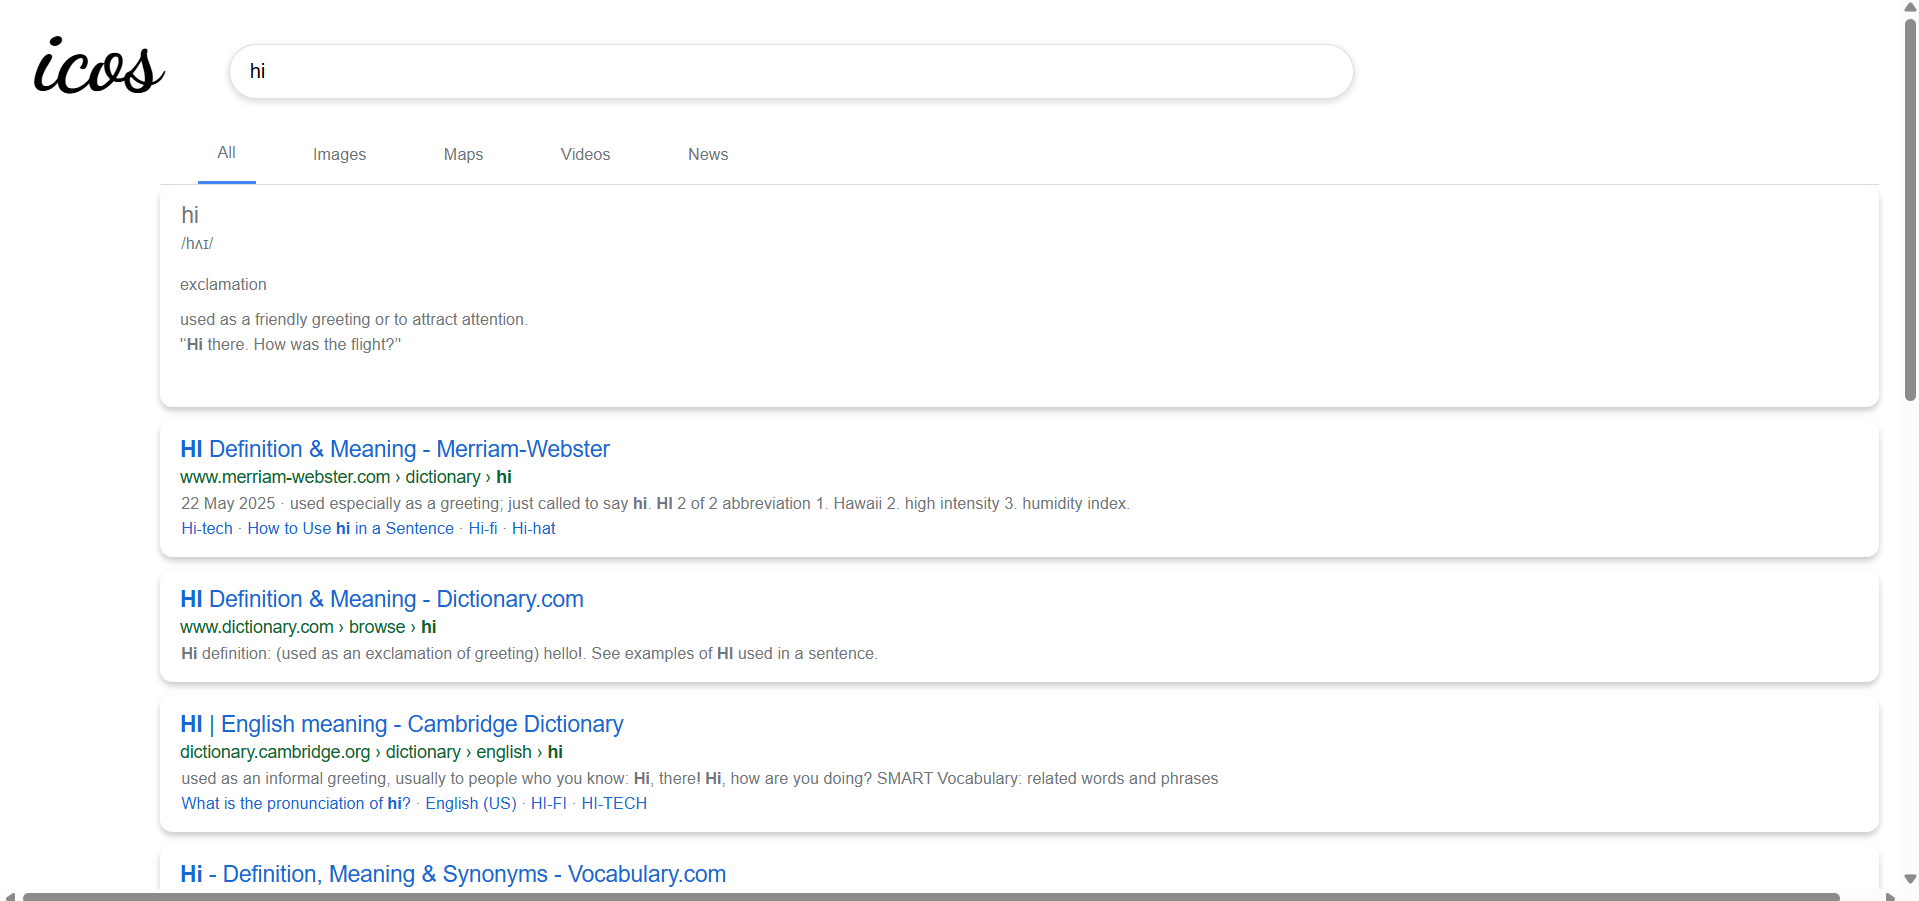 icos
hi
All Images Maps Videos News
hi
/hʌɪ/
exclamation
used as a friendly greeting or to attract attention.
"Hi there. How was the flight?"
HI Definition & Meaning - Merriam-Webster
www.merriam-webster.com › dictionary › hi
22 May 2025 · used especially as a greeting; just called to say hi. HI 2 of 2 abbreviation 1. Hawaii 2. high intensity 3. humidity index.
Hi-tech · How to Use hi in a Sentence · Hi-fi · Hi-hat
HI Definition & Meaning - Dictionary.com
www.dictionary.com › browse › hi
Hi definition: (used as an exclamation of greeting) hello!. See examples of HI used in a sentence.
HI | English meaning - Cambridge Dictionary
dictionary.cambridge.org › dictionary › english › hi
used as an informal greeting, usually to people who you know: Hi, there! Hi, how are you doing? SMART Vocabulary: related words and phrases
What is the pronunciation of hi? · English (US) · HI-FI · HI-TECH
Hi - Definition, Meaning & Synonyms - Vocabulary.com